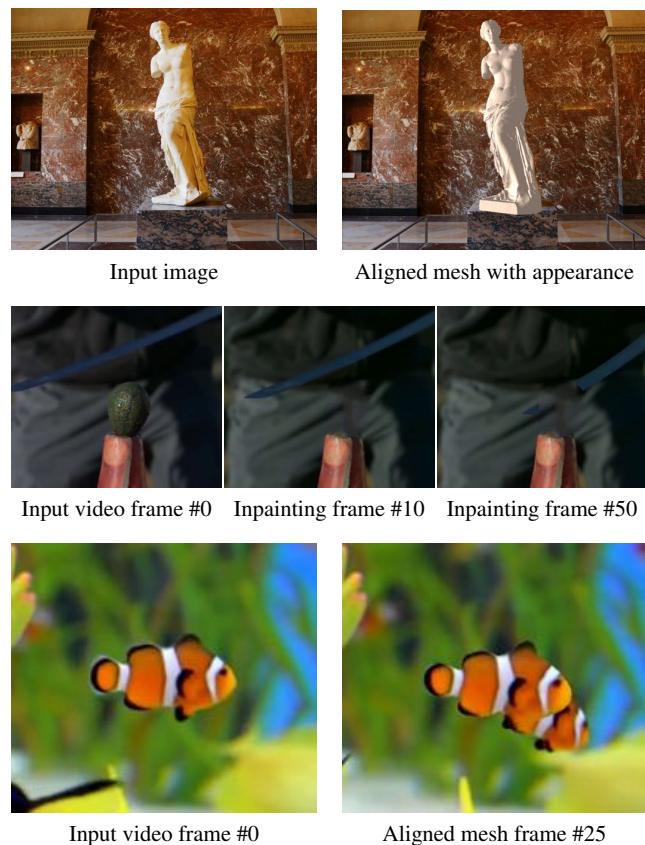 Input image
Aligned mesh with appearance
Input video frame #0
Inpainting frame #10
Inpainting frame #50
Input video frame #0
Aligned mesh frame #25